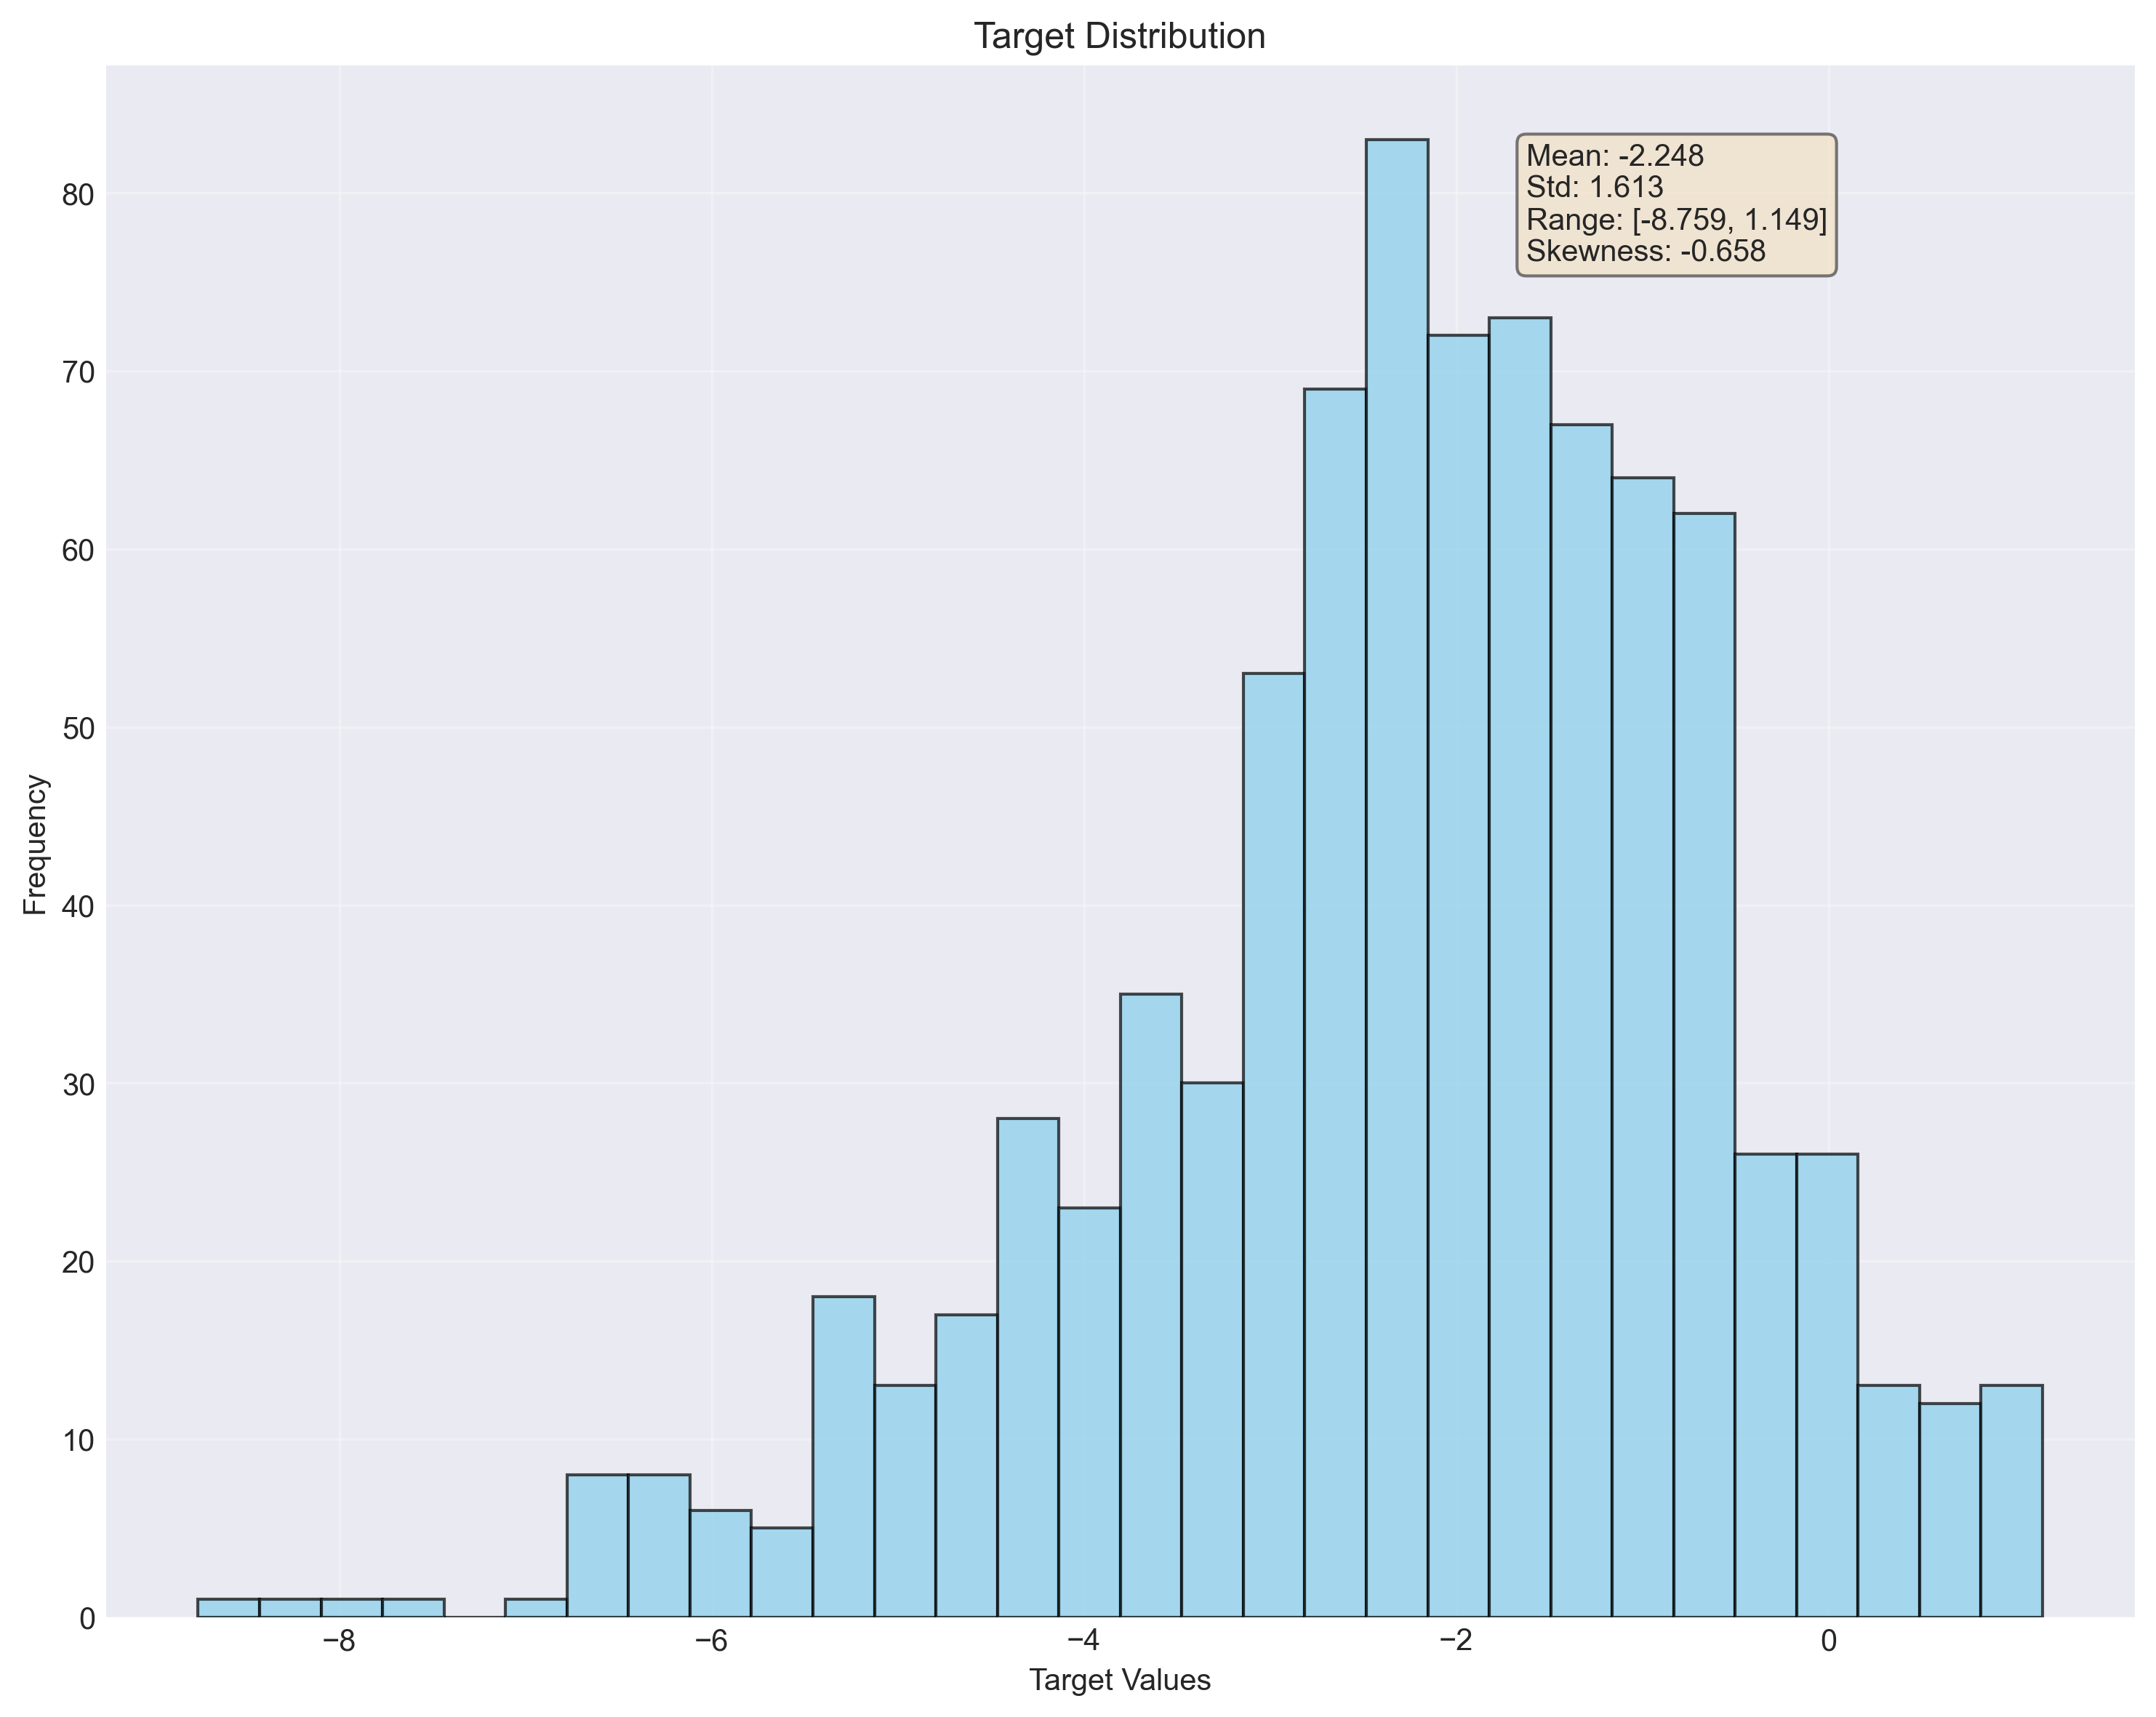 Target Distribution
Mean: -2.248
Std: 1.613
Range: [-8.759, 1.149]
Skewness: -0.658
80
70
60
50
40
30
20
10
0
Frequency
−8
−6
−4
−2
0
Target Values